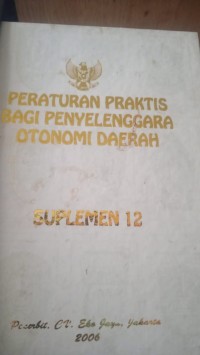 PERATURAN PRAKTIS
BAGI PENYELENGGARA
OTONOMI DAERAH
SUPLEMEN 12
Penerbit, CV. Eko Jaya, Jakarta
2006